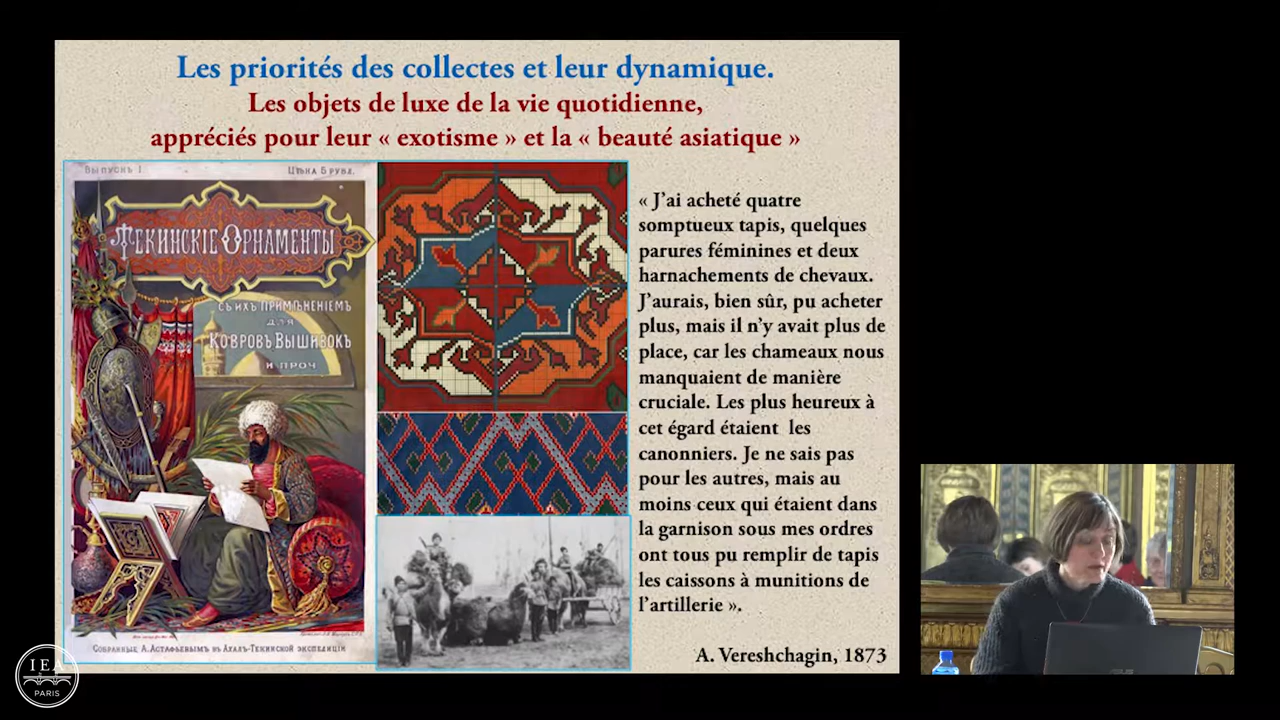 Les priorités des collectes et leur dynamique.
Les objets de luxe de la vie quotidienne,
appréciés pour leur « exotisme » et la « beauté asiatique »
Выпускъ 1.
Цѣна 5 рубл.
Текинскіе Орнаменты
съ ихъ примѣненіемъ
для
Ковровъ Вышивокъ
и проч
Собранные А. Астафьевымъ въ Ахалъ-Текинской экспедиціи
« J’ai acheté quatre
somptueux tapis, quelques
parures féminines et deux
harnachements de chevaux.
J’aurais, bien sûr, pu acheter
plus, mais il n’y avait plus de
place, car les chameaux nous
manquaient de manière
cruciale. Les plus heureux à
cet égard étaient les
canonniers. Je ne sais pas
pour les autres, mais au
moins ceux qui étaient dans
la garnison sous mes ordres
ont tous pu remplir de tapis
les caissons à munitions de
l’artillerie ».
A. Vereshchagin, 1873
IEA
PARIS